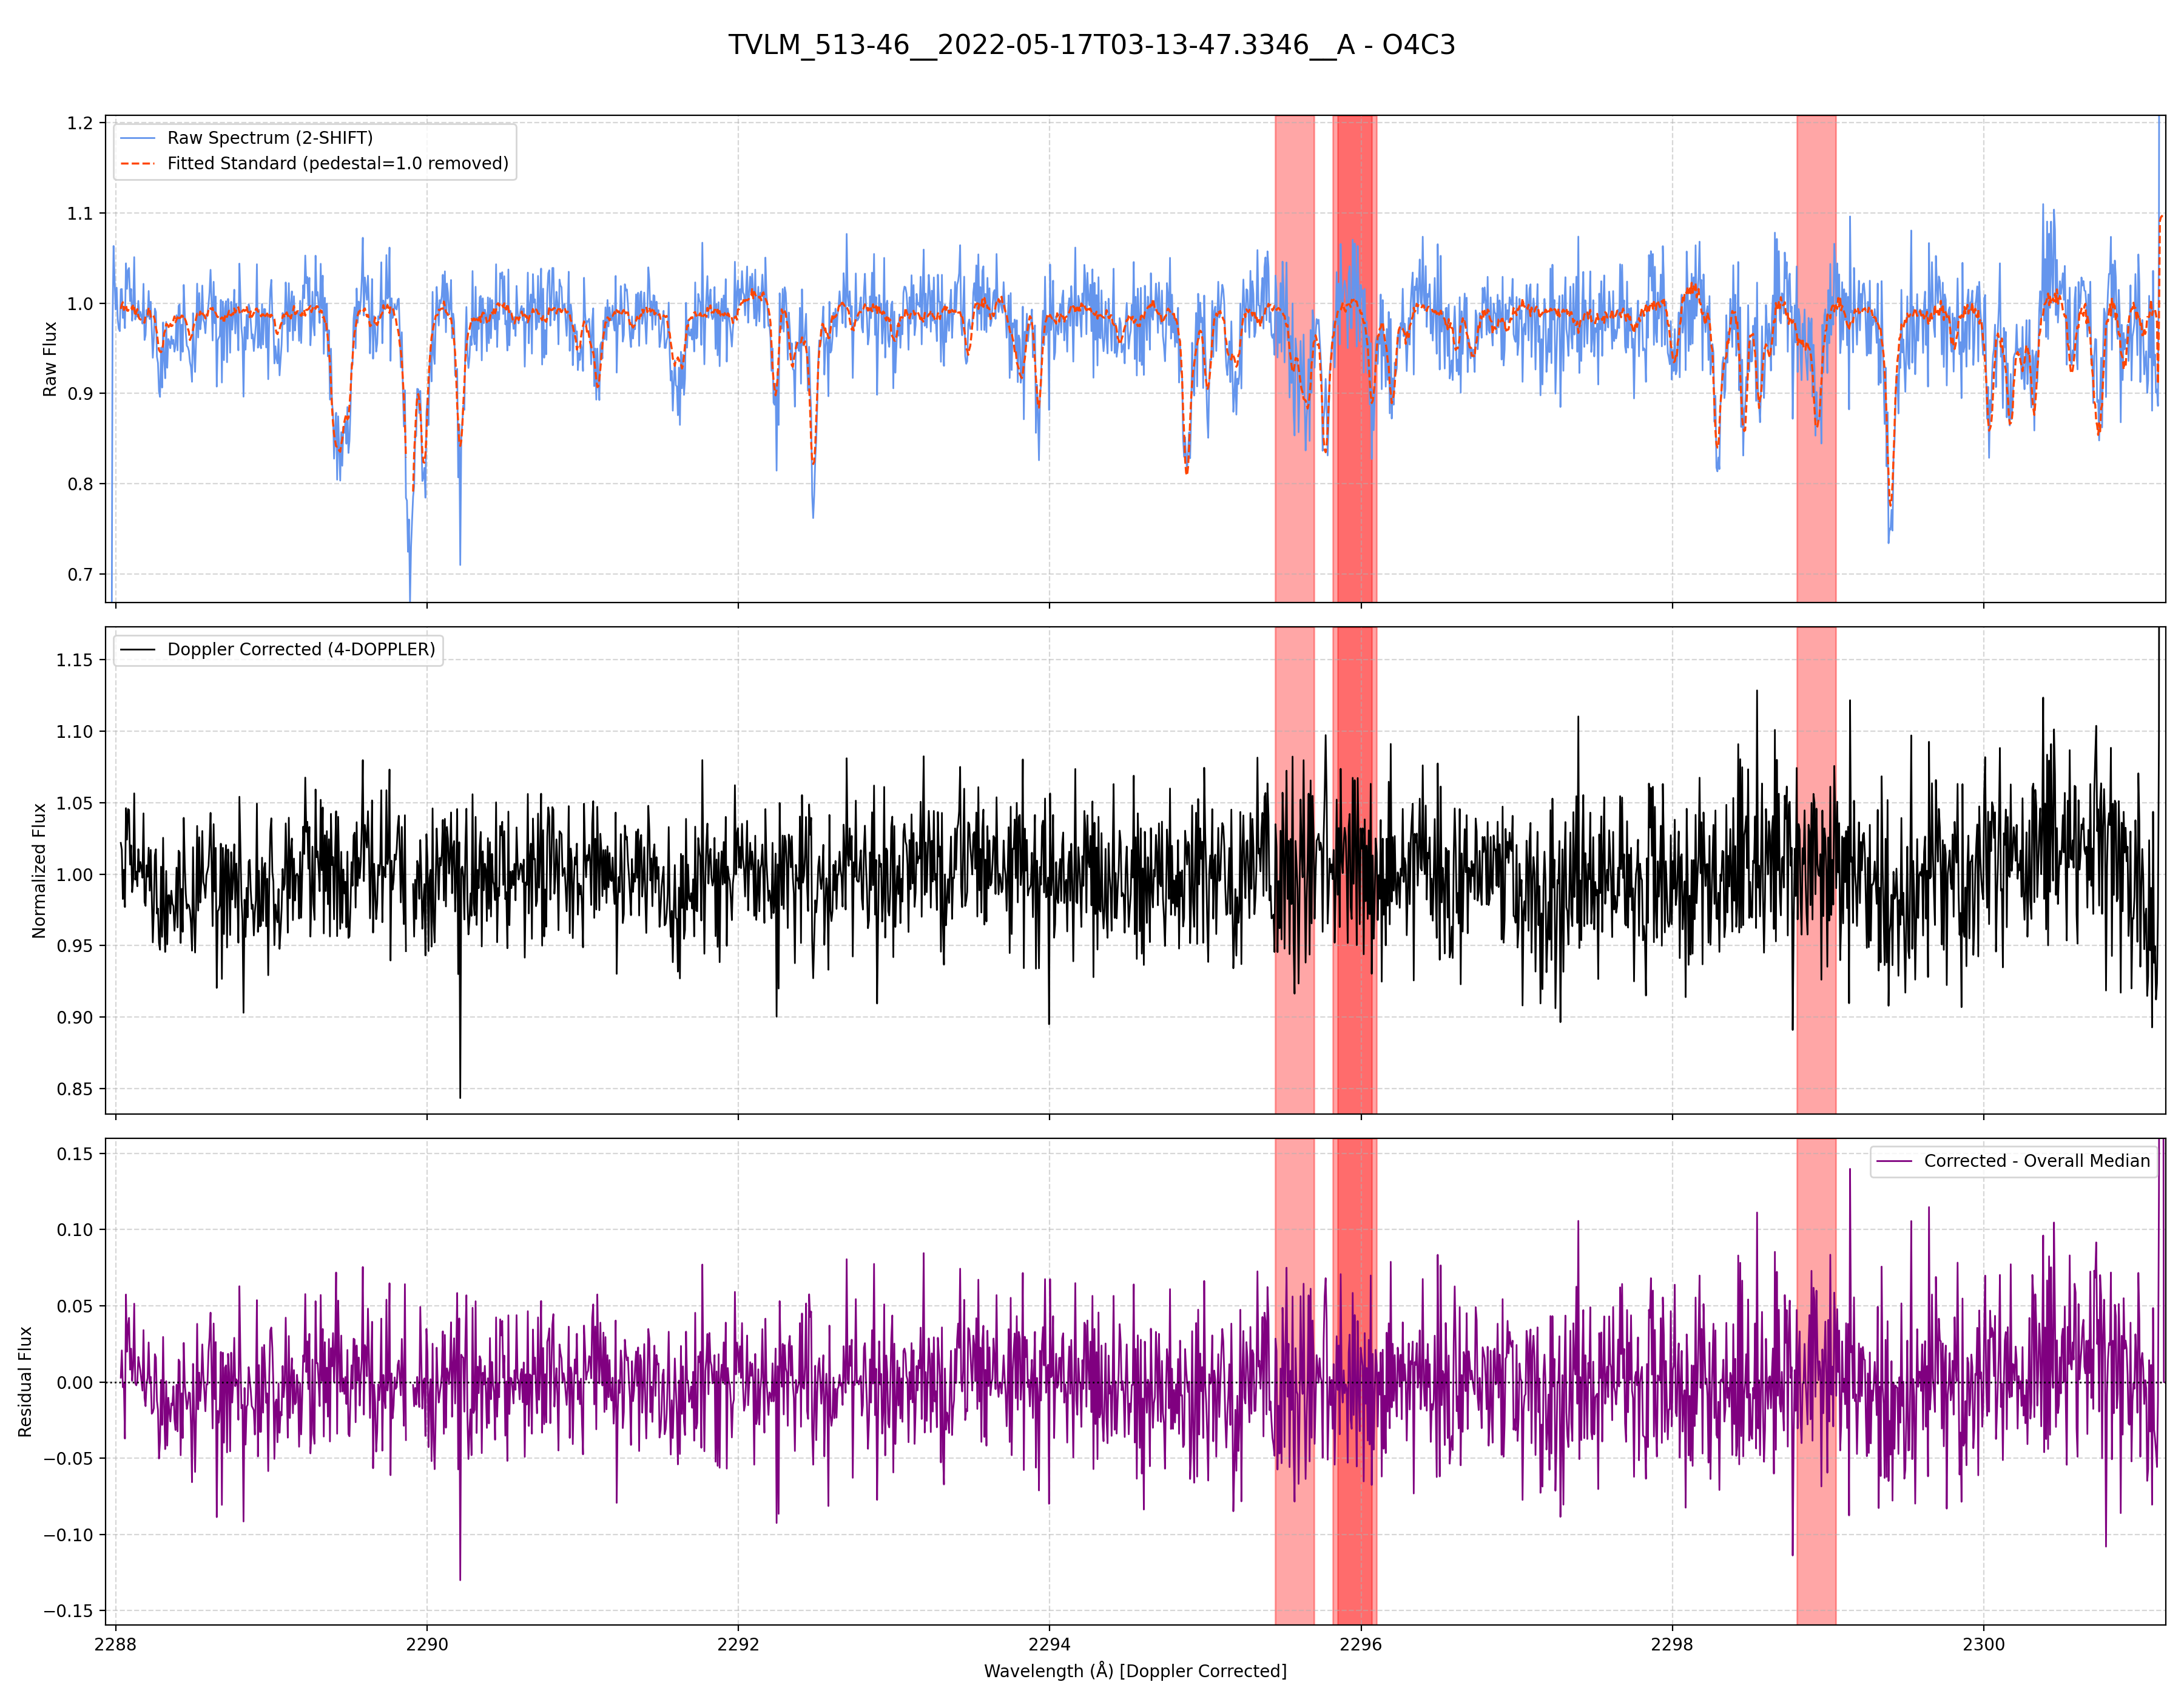 TVLM_513-46__2022-05-17T03-13-47.3346__A - O4C3
Raw Spectrum (2-SHIFT)
Fitted Standard (pedestal=1.0 removed)
Raw Flux
1.2
1.1
1.0
0.9
0.8
0.7
Doppler Corrected (4-DOPPLER)
Normalized Flux
1.15
1.10
1.05
1.00
0.95
0.90
0.85
Corrected - Overall Median
Residual Flux
0.15
0.10
0.05
0.00
−0.05
−0.10
−0.15
2288 2290 2292 2294 2296 2298 2300
Wavelength (Å) [Doppler Corrected]